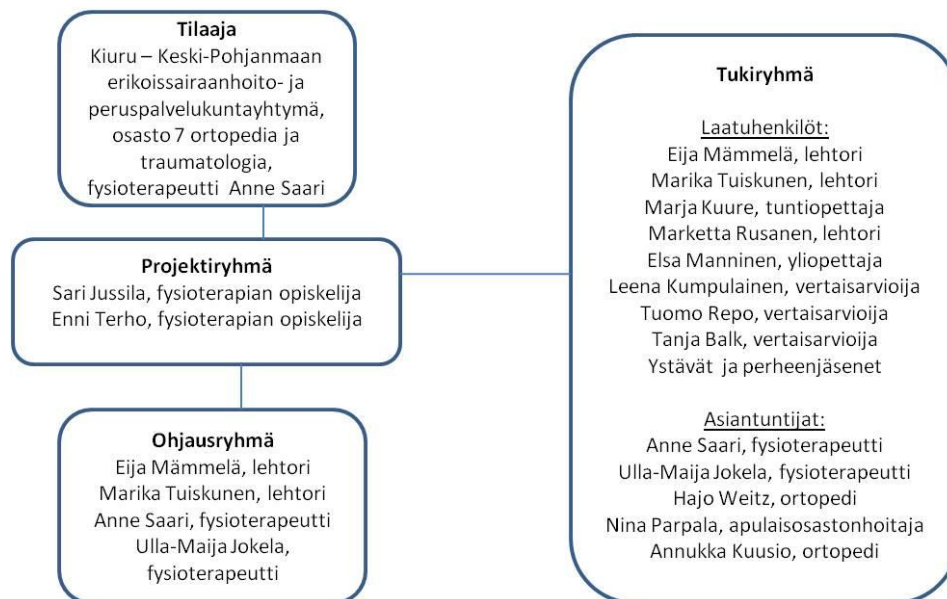 Tilaaja
Kiuru – Keski-Pohjanmaan
erikoissairaanhoito- ja
peruspalvelukuntayhtymä,
osasto 7 ortopedia ja
traumatologia,
fysioterapeutti Anne Saari
Projektiryhmä
Sari Jussila, fysioterapian opiskelija
Enni Terho, fysioterapian opiskelija
Ohjausryhmä
Eija Mämmelä, lehtori
Marika Tuiskunen, lehtori
Anne Saari, fysioterapeutti
Ulla-Maija Jokela,
fysioterapeutti
Tukiryhmä
Laatuhenkilöt:
Eija Mämmelä, lehtori
Marika Tuiskunen, lehtori
Marja Kuure, tuntiopettaja
Marketta Rusanen, lehtori
Elsa Manninen, yliopettaja
Leena Kumpulainen, vertaisarvioija
Tuomo Repo, vertaisarvioija
Tanja Balk, vertaisarvioija
Ystävät ja perheenjäsenet
Asiantuntijat:
Anne Saari, fysioterapeutti
Ulla-Maija Jokela, fysioterapeutti
Hajo Weitz, ortopedi
Nina Parpala, apulaisosastonhoitaja
Annukka Kuusio, ortopedi